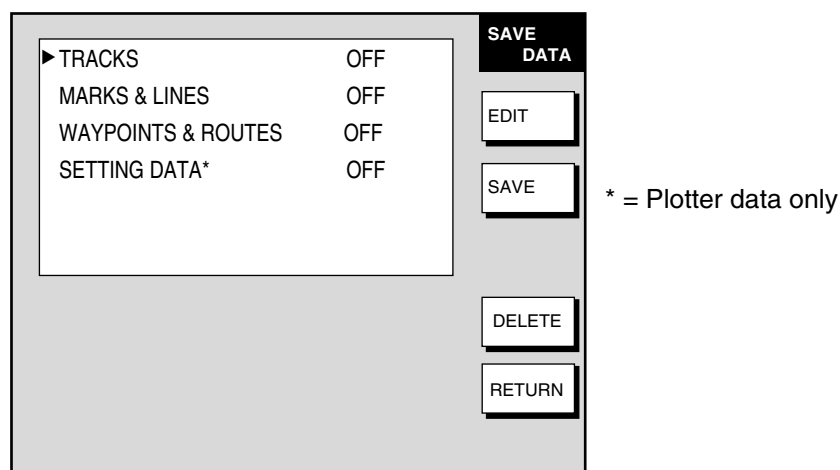 SAVE
DATA
▶TRACKS OFF
MARKS & LINES OFF
WAYPOINTS & ROUTES OFF
SETTING DATA* OFF
EDIT
SAVE
* = Plotter data only
DELETE
RETURN